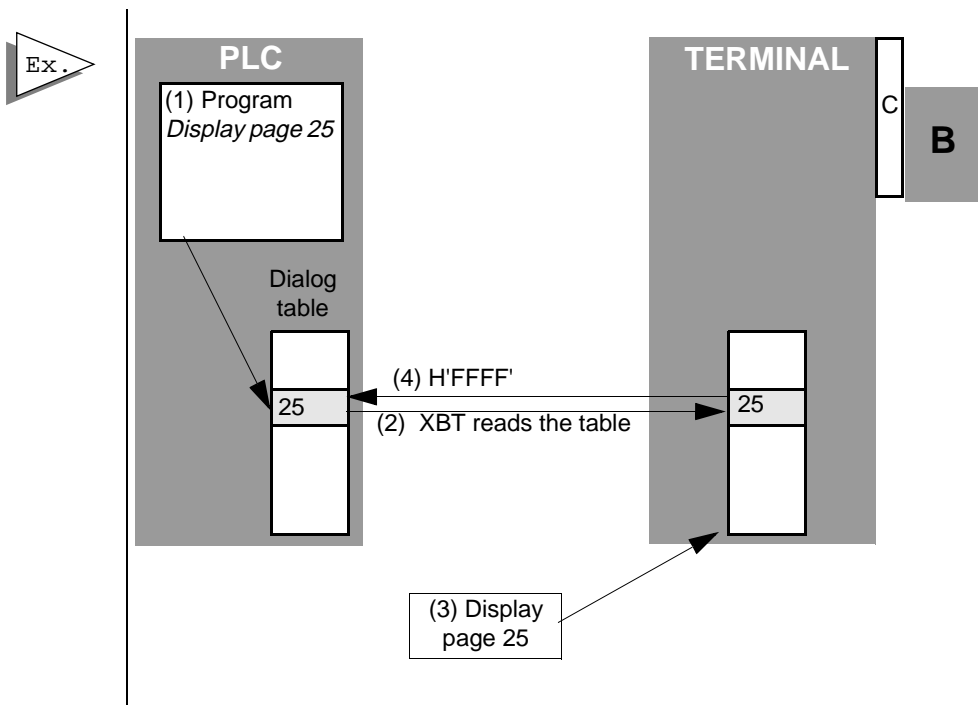 Ex.
PLC
(1) Program
Display page 25
Dialog
table
25
(4) H'FFFF'
(2) XBT reads the table
TERMINAL
25
(3) Display
page 25
C
B